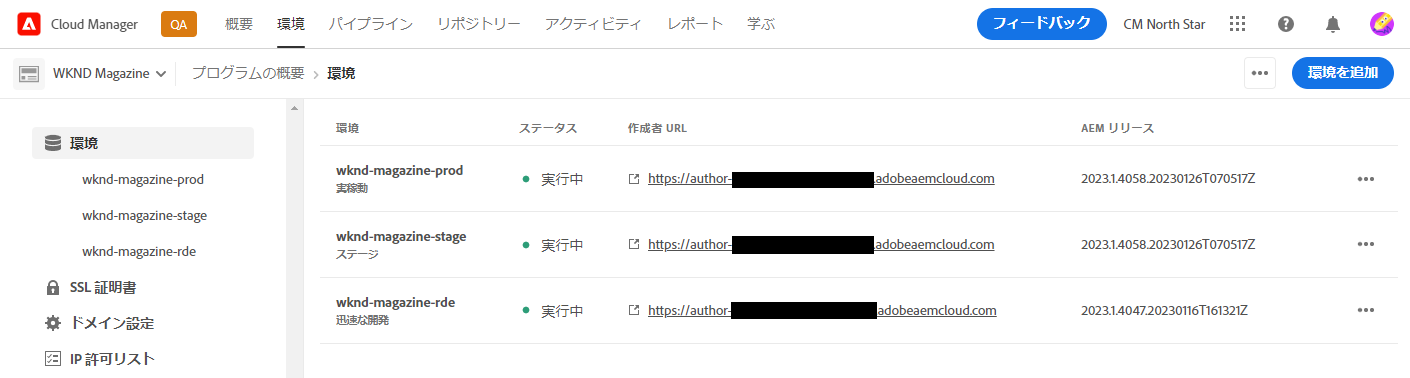 Cloud Manager QA 概要 環境 パイプライン リポジトリー アクティビティ レポート 学ぶ フィードバック CM North Star
WKND Magazine プログラムの概要 › 環境 ••• 環境を追加
環境
wknd-magazine-prod
wknd-magazine-stage
wknd-magazine-rde
SSL 証明書
ドメイン設定
IP 許可リスト
環境 ステータス 作成者 URL AEM リリース
wknd-magazine-prod
実稼動
実行中 https://author- .adobeaemcloud.com 2023.1.4058.20230126T070517Z •••
wknd-magazine-stage
ステージ
実行中 https://author- .adobeaemcloud.com 2023.1.4058.20230126T070517Z •••
wknd-magazine-rde
迅速な開発
実行中 https://author- adobeaemcloud.com 2023.1.4047.20230116T161321Z •••